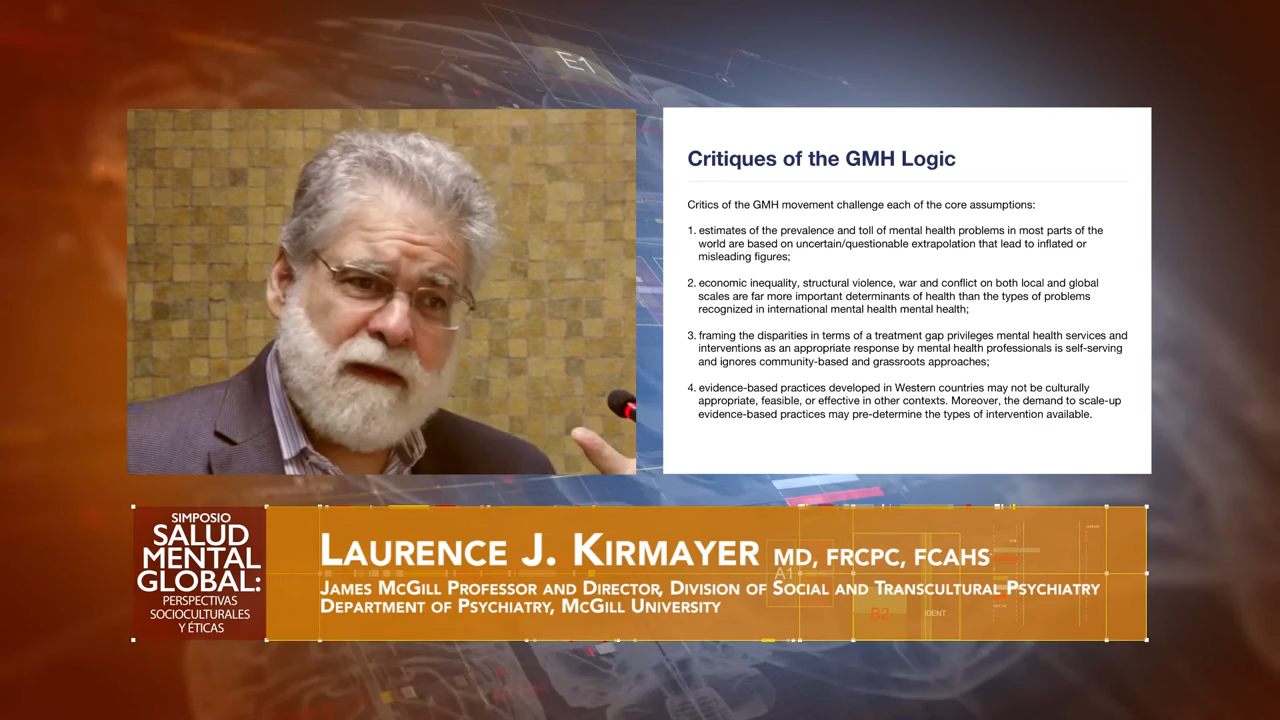 E1
Critiques of the GMH Logic
Critics of the GMH movement challenge each of the core assumptions:
1. estimates of the prevalence and toll of mental health problems in most parts of the
world are based on uncertain/questionable extrapolation that lead to inflated or
misleading figures;
2. economic inequality, structural violence, war and conflict on both local and global
scales are far more important determinants of health than the types of problems
recognized in international mental health mental health;
3. framing the disparities in terms of a treatment gap privileges mental health services and
interventions as an appropriate response by mental health professionals is self-serving
and ignores community-based and grassroots approaches;
4. evidence-based practices developed in Western countries may not be culturally
appropriate, feasible, or effective in other contexts. Moreover, the demand to scale-up
evidence-based practices may pre-determine the types of intervention available.
SIMPOSIO
SALUD
MENTAL
GLOBAL:
PERSPECTIVAS
SOCIOCULTURALES
Y ÉTICAS
LAURENCE J. KIRMAYER MD, FRCPC, FCAHS
JAMES MCGILL PROFESSOR AND DIRECTOR, DIVISION OF SOCIAL AND TRANSCULTURAL PSYCHIATRY
DEPARTMENT OF PSYCHIATRY, MCGILL UNIVERSITY
A1
B2
IDENT